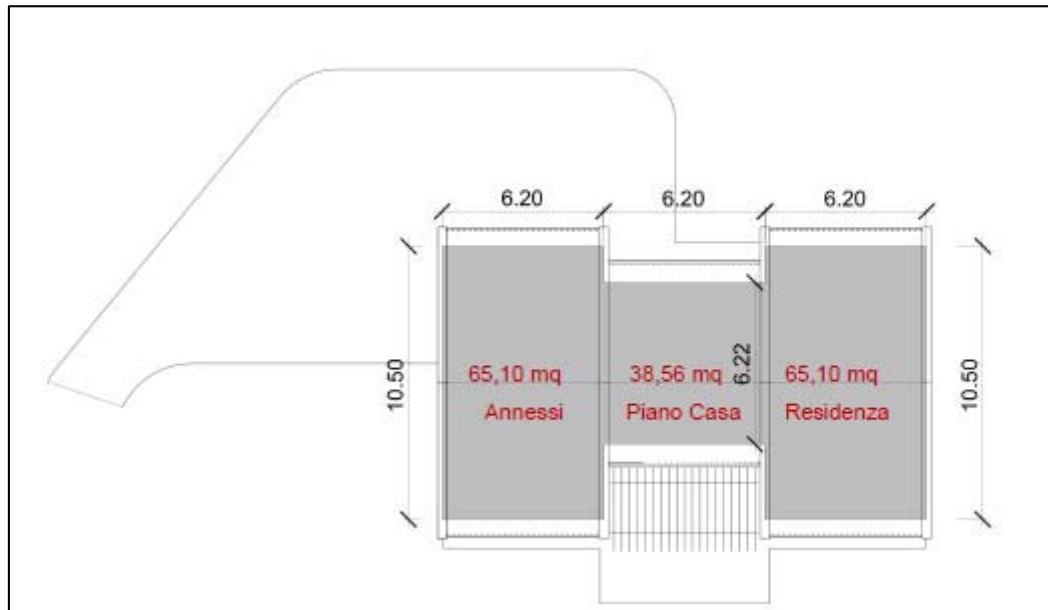 6.20
6.20
6.20
10.50
65,10 mq
Annessi
38,56 mq
Piano Casa
6.22
65,10 mq
Residenza
10.50